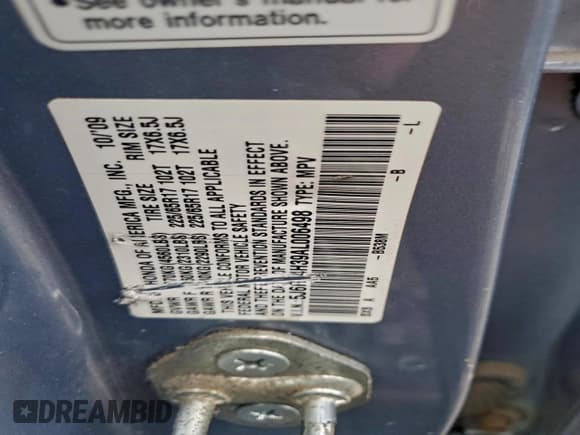 See owner's manual for
more information.
HONDA OF AMERICA MFG., INC. 10/'09
TIRE SIZE RIM SIZE
225/65R17 102T 17X6.5J
225/65R17 102T 17X6.5J
THIS VEHICLE CONFORMS TO ALL APPLICABLE
FEDERAL MOTOR VEHICLE SAFETY
AND THEFT PREVENTION STANDARDS IN EFFECT
ON THE DATE OF MANUFACTURE SHOWN ABOVE.
TYPE: MPV
A AA5 -B538M -B -L
DREAMBID